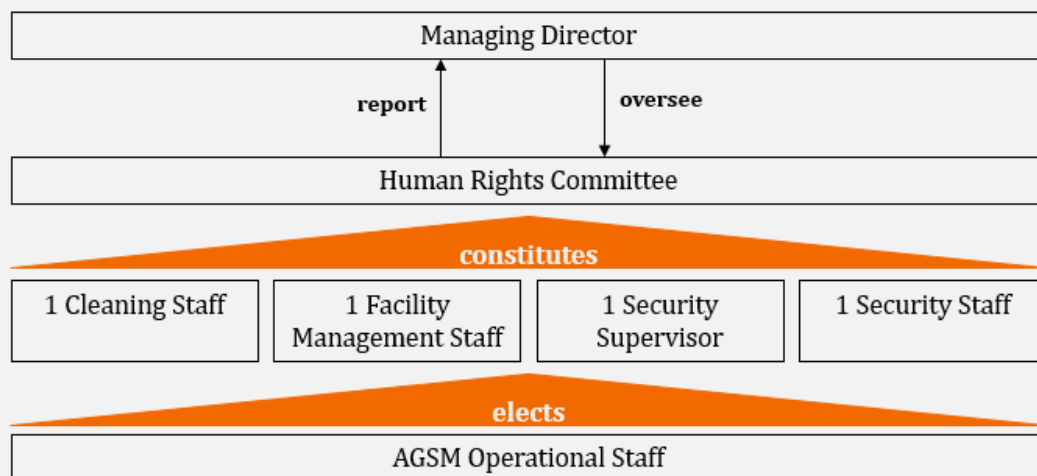 Managing Director
report
oversee
Human Rights Committee
constitutes
1 Cleaning Staff
1 Facility
Management Staff
1 Security
Supervisor
1 Security Staff
elects
AGSM Operational Staff